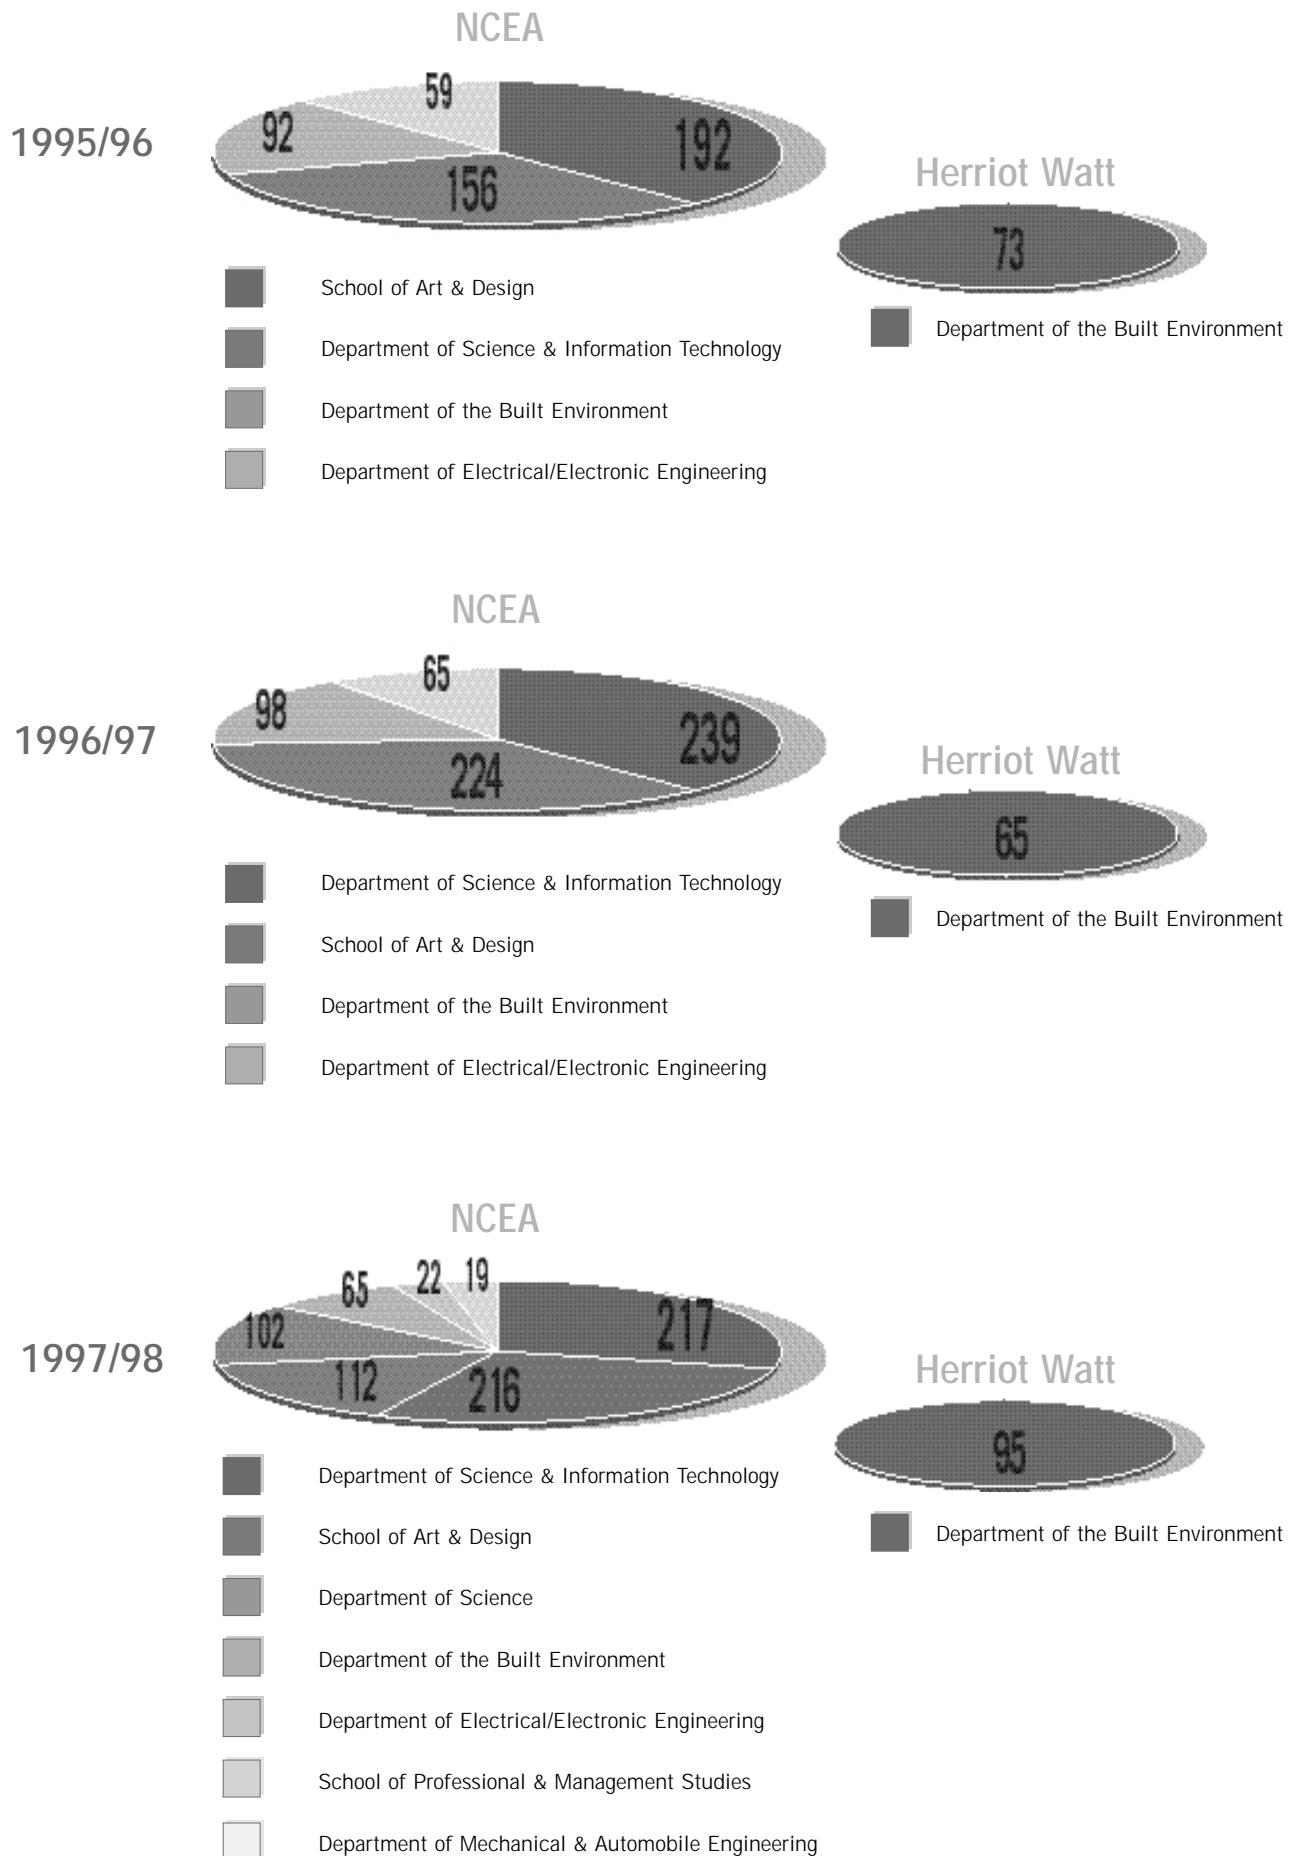 NCEA
1995/96
59
92
192
156
Herriot Watt
73
School of Art & Design
Department of Science & Information Technology
Department of the Built Environment
Department of Electrical/Electronic Engineering
Department of the Built Environment
NCEA
1996/97
65
98
239
224
Herriot Watt
65
Department of Science & Information Technology
School of Art & Design
Department of the Built Environment
Department of Electrical/Electronic Engineering
Department of the Built Environment
NCEA
1997/98
19
22
65
102
217
112
216
Herriot Watt
95
Department of Science & Information Technology
School of Art & Design
Department of Science
Department of the Built Environment
Department of Electrical/Electronic Engineering
School of Professional & Management Studies
Department of Mechanical & Automobile Engineering
Department of the Built Environment